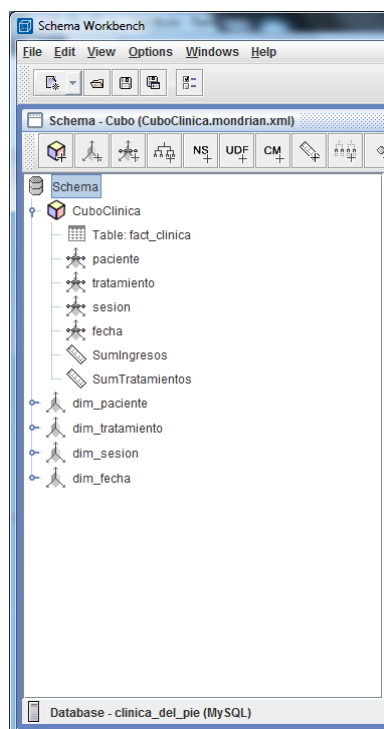 Schema Workbench
File Edit View Options Windows Help
Schema - Cubo (CuboClinica.mondrian.xml)
NS UDF CM
Schema
CuboClinica
Table: fact_clinica
paciente
tratamiento
sesion
fecha
SumIngresos
SumTratamientos
dim_paciente
dim_tratamiento
dim_sesion
dim_fecha
Database - clinica_del_pie (MySQL)